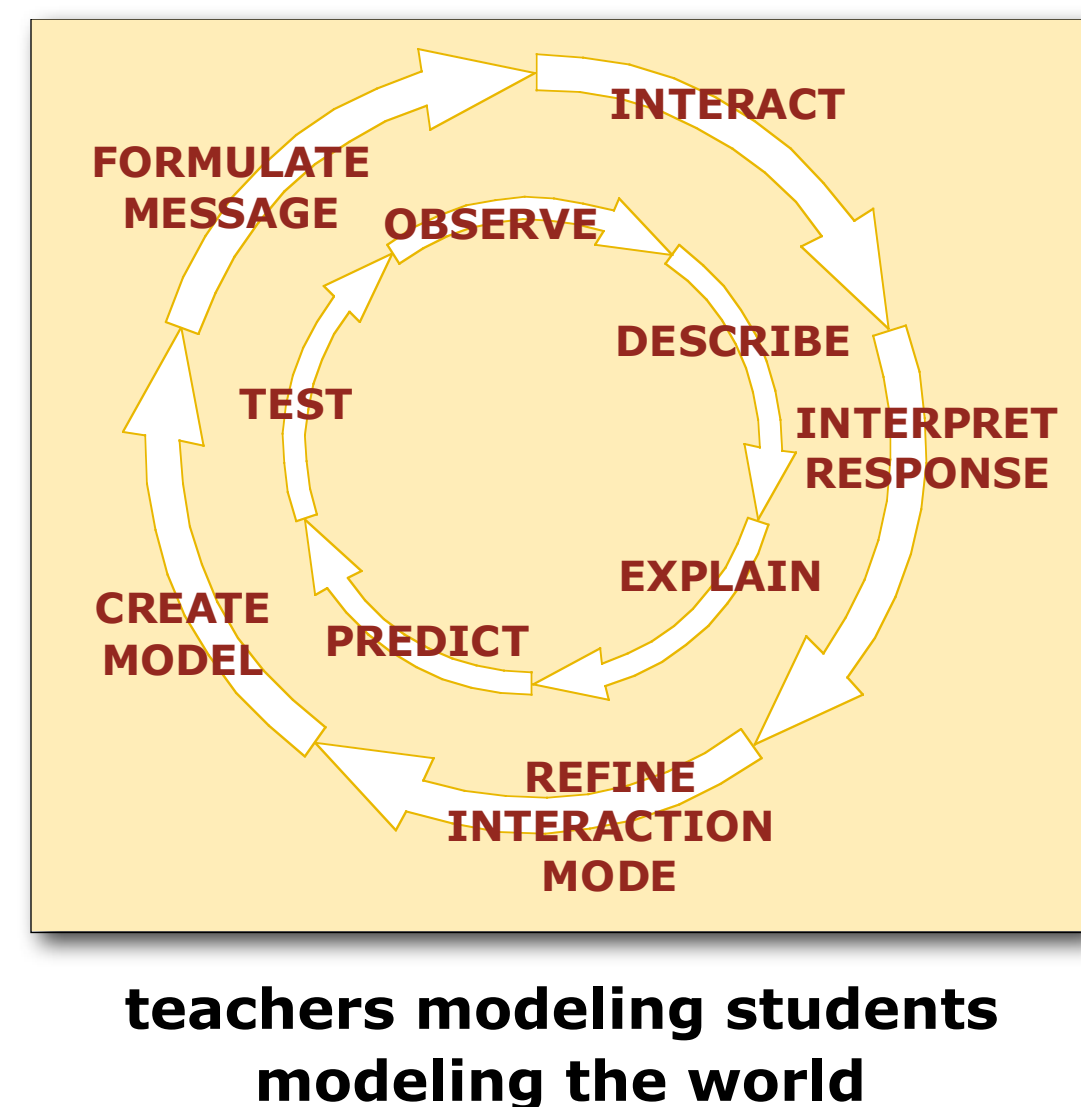 INTERACT
FORMULATE
MESSAGE
OBSERVE
DESCRIBE
TEST
INTERPRET
RESPONSE
EXPLAIN
CREATE
MODEL
PREDICT
REFINE
INTERACTION
MODE
teachers modeling students
modeling the world